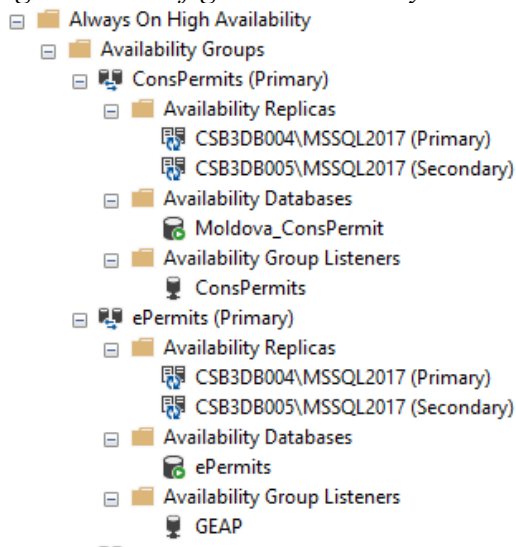 Always On High Availability
Availability Groups
ConsPermits (Primary)
Availability Replicas
CSB3DB004\MSSQL2017 (Primary)
CSB3DB005\MSSQL2017 (Secondary)
Availability Databases
Moldova_ConsPermit
Availability Group Listeners
ConsPermits
ePermits (Primary)
Availability Replicas
CSB3DB004\MSSQL2017 (Primary)
CSB3DB005\MSSQL2017 (Secondary)
Availability Databases
ePermits
Availability Group Listeners
GEAP